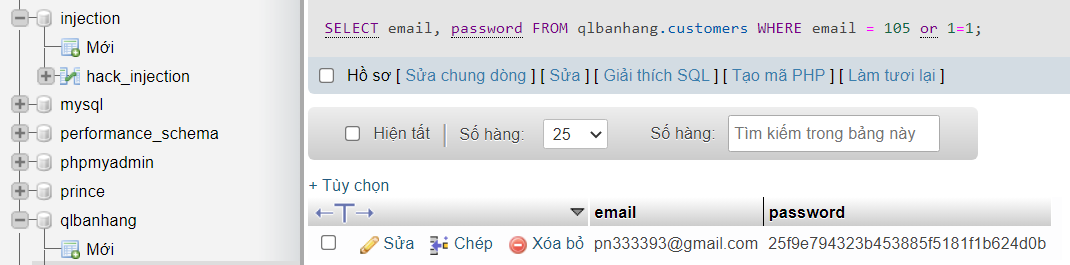 injection
Mới
hack_injection
mysql
performance_schema
phpmyadmin
prince
qlbanhang
Mới
SELECT email, password FROM qlbanhang.customers WHERE email = 105 or 1=1;
Hồ sơ [ Sửa chung dòng ] [ Sửa ] [ Giải thích SQL ] [ Tạo mã PHP ] [ Làm tươi lại ]
Hiện tất Số hàng: 25 Số hàng: Tìm kiếm trong bảng này
+ Tùy chọn
←T→ email password
Sửa Chép Xóa bỏ pn333393@gmail.com 25f9e794323b453885f5181f1b624d0b